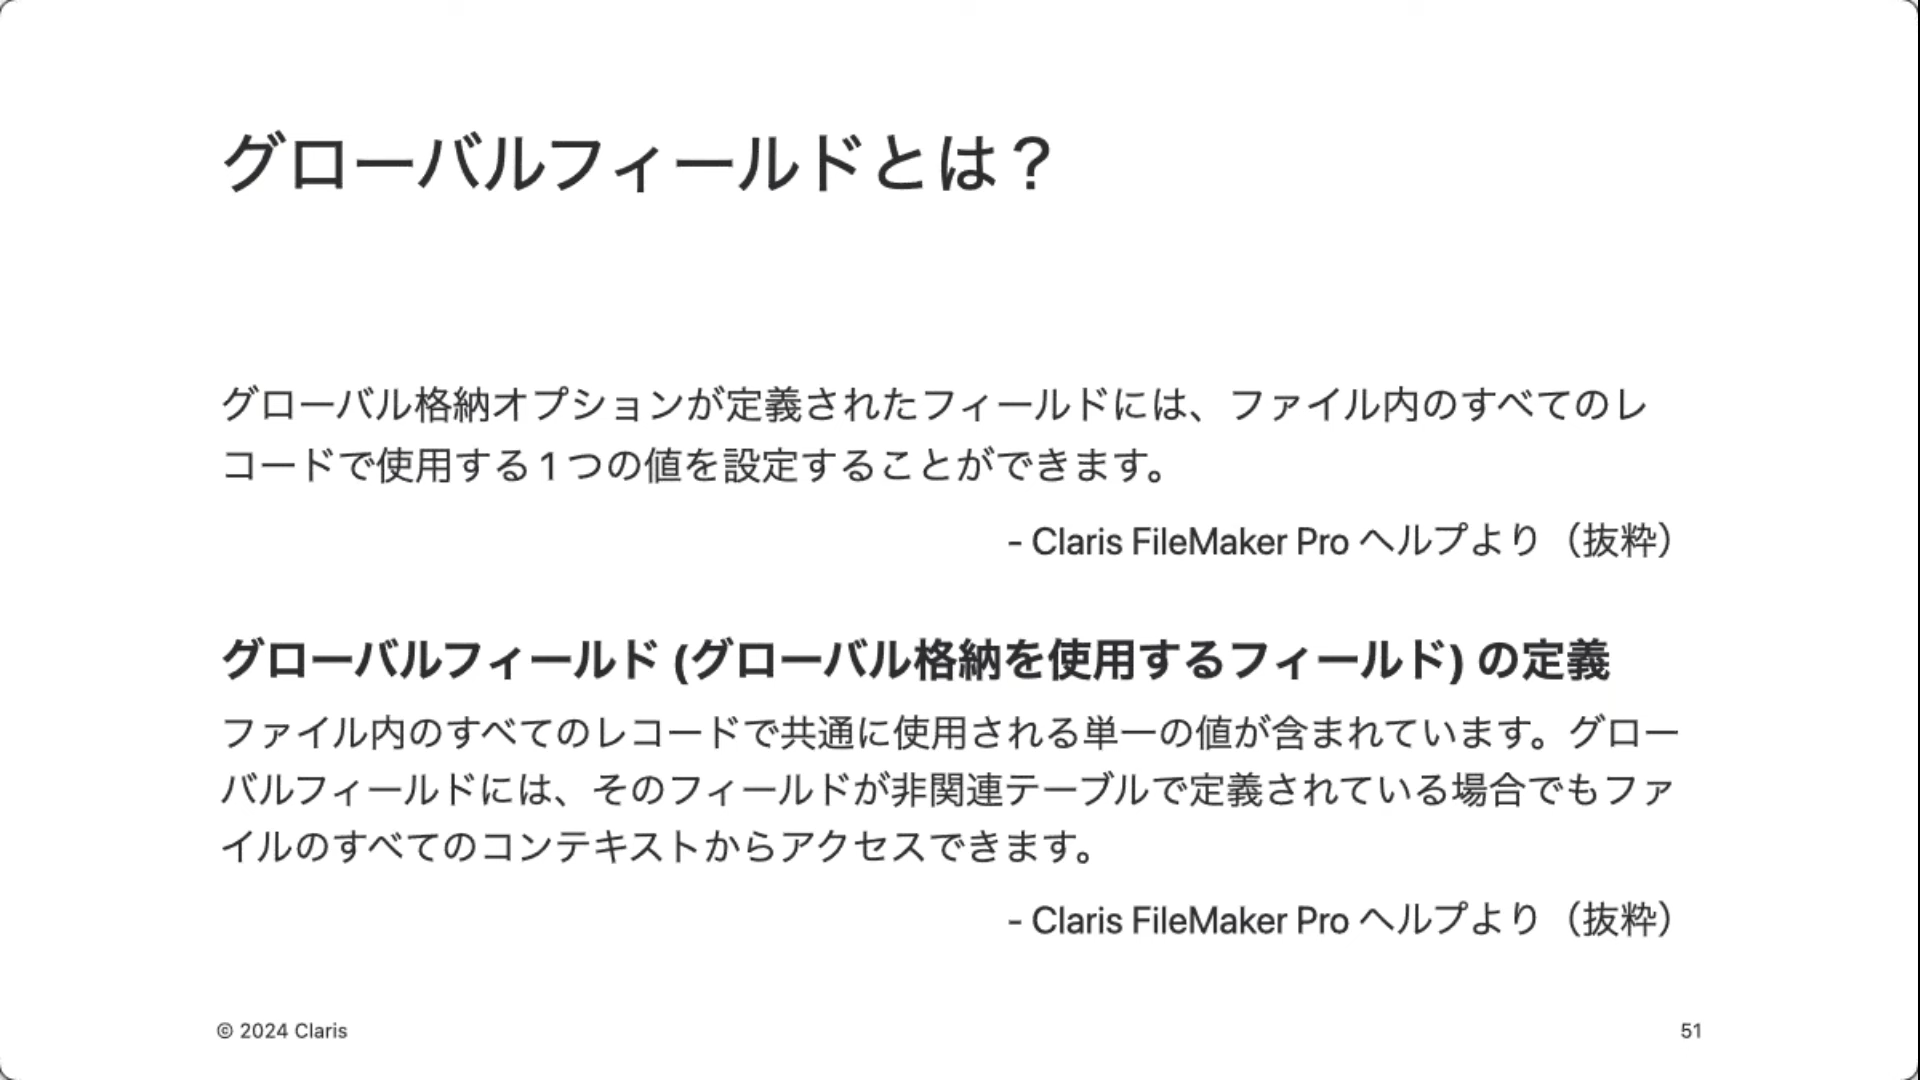 グローバルフィールドとは？
グローバル格納オプションが定義されたフィールドには、ファイル内のすべてのレ
コードで使用する１つの値を設定することができます。
- Claris FileMaker Pro ヘルプより（抜粋）
グローバルフィールド (グローバル格納を使用するフィールド) の定義
ファイル内のすべてのレコードで共通に使用される単一の値が含まれています。グロー
バルフィールドには、そのフィールドが非関連テーブルで定義されている場合でもファ
イルのすべてのコンテキストからアクセスできます。
- Claris FileMaker Pro ヘルプより（抜粋）
© 2024 Claris
51